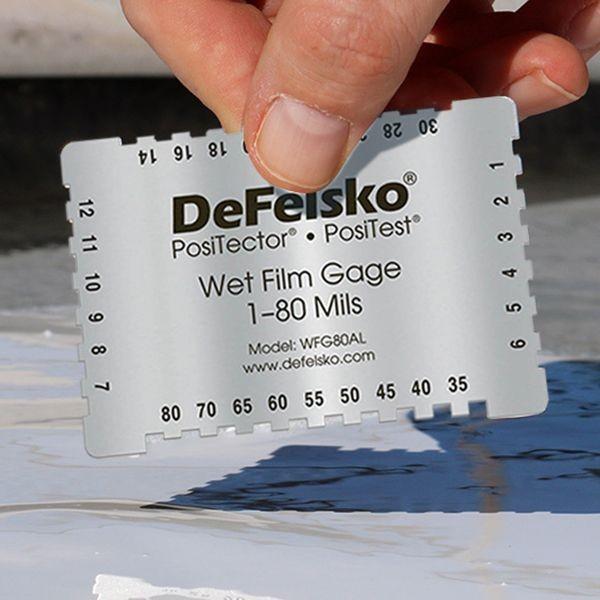 14 16 18 28 30
DeFelsko®
PosiTector® • PosiTest®
Wet Film Gage
1-80 Mils
Model: WFG80AL
www.defelsko.com
12
11
10
9
8
7
1
2
3
4
5
6
80 70 65 60 55 50 45 40 35